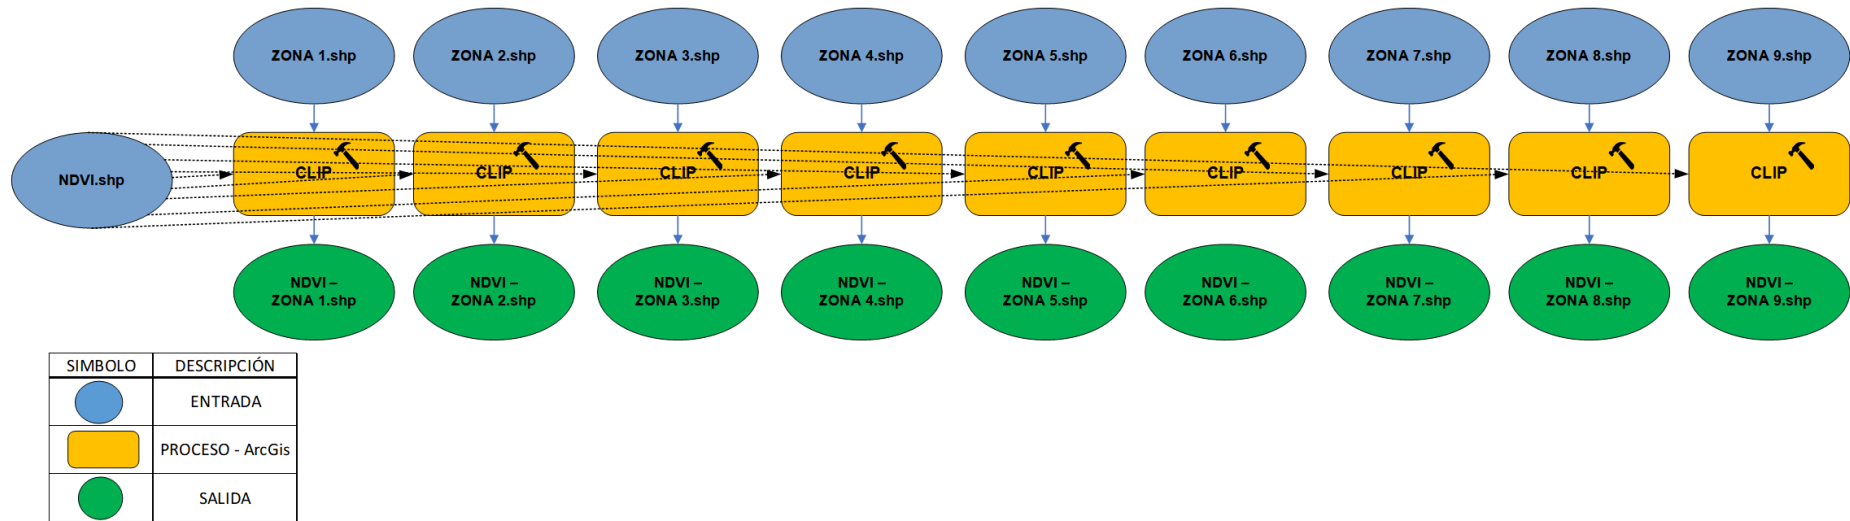 ZONA 1.shp
ZONA 2.shp
ZONA 3.shp
ZONA 4.shp
ZONA 5.shp
ZONA 6.shp
ZONA 7.shp
ZONA 8.shp
ZONA 9.shp
NDVI.shp
CLIP
CLIP
CLIP
CLIP
CLIP
CLIP
CLIP
CLIP
CLIP
NDVI –
ZONA 1.shp
NDVI –
ZONA 2.shp
NDVI –
ZONA 3.shp
NDVI –
ZONA 4.shp
NDVI –
ZONA 5.shp
NDVI –
ZONA 6.shp
NDVI –
ZONA 7.shp
NDVI –
ZONA 8.shp
NDVI –
ZONA 9.shp
SIMBOLO DESCRIPCIÓN
ENTRADA
PROCESO - ArcGis
SALIDA